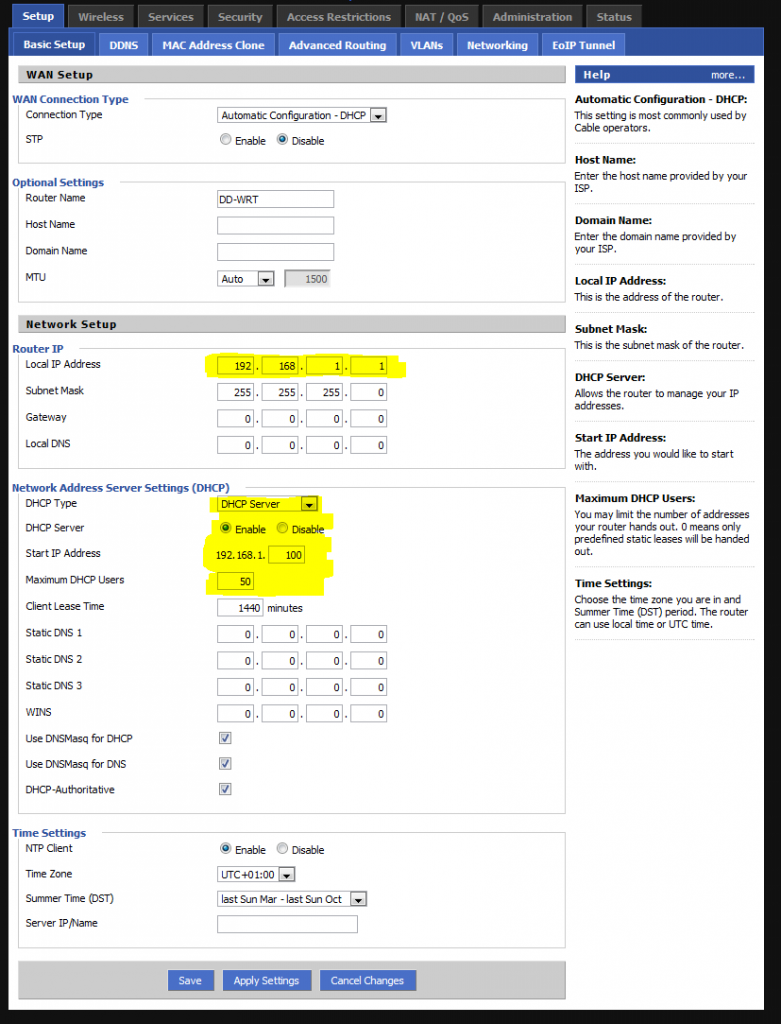 Setup Wireless Services Security Access Restrictions NAT / QoS Administration Status
Basic Setup DDNS MAC Address Clone Advanced Routing VLANs Networking EoIP Tunnel
WAN Setup
WAN Connection Type
Connection Type Automatic Configuration - DHCP
STP Enable Disable
Optional Settings
Router Name DD-WRT
Host Name
Domain Name
MTU Auto 1500
Network Setup
Router IP
Local IP Address 192. 168. 1. 1
Subnet Mask 255. 255. 255. 0
Gateway 0. 0. 0. 0
Local DNS 0. 0. 0. 0
Network Address Server Settings (DHCP)
DHCP Type DHCP Server
DHCP Server Enable Disable
Start IP Address 192.168.1. 100
Maximum DHCP Users 50
Client Lease Time 1440 minutes
Static DNS 1 0. 0. 0. 0
Static DNS 2 0. 0. 0. 0
Static DNS 3 0. 0. 0. 0
WINS 0. 0. 0. 0
Use DNSMasq for DHCP
Use DNSMasq for DNS
DHCP-Authoritative
Time Settings
NTP Client Enable Disable
Time Zone UTC+01:00
Summer Time (DST) last Sun Mar - last Sun Oct
Server IP/Name
Save Apply Settings Cancel Changes
Help more...
Automatic Configuration - DHCP:
This setting is most commonly used by
Cable operators.
Host Name:
Enter the host name provided by your
ISP.
Domain Name:
Enter the domain name provided by
your ISP.
Local IP Address:
This is the address of the router.
Subnet Mask:
This is the subnet mask of the router.
DHCP Server:
Allows the router to manage your IP
addresses.
Start IP Address:
The address you would like to start
with.
Maximum DHCP Users:
You may limit the number of addresses
your router hands out. 0 means only
predefined static leases will be handed
out.
Time Settings:
Choose the time zone you are in and
Summer Time (DST) period. The router
can use local time or UTC time.